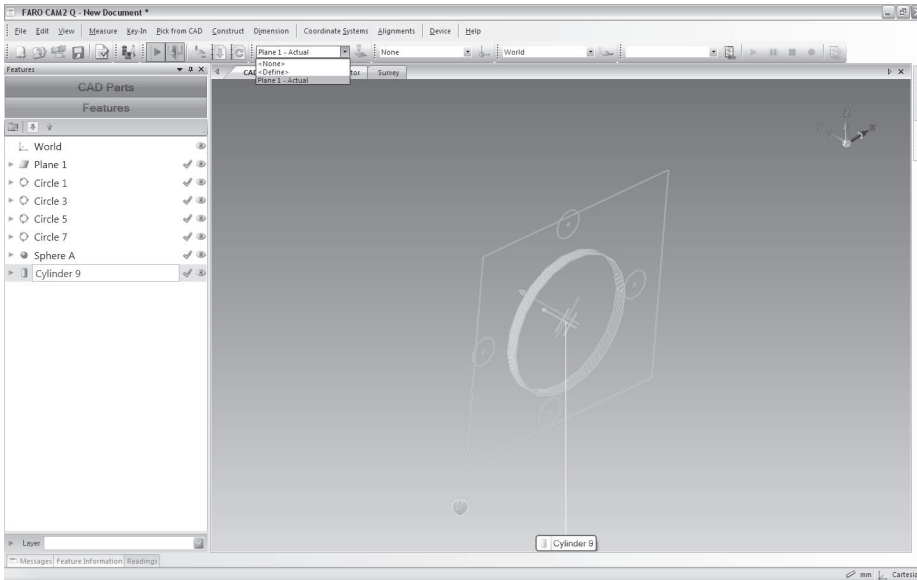 FARO CAM2 Q - New Document *
File Edit View Measure Key-In Pick from CAD Construct Dimension Coordinate Systems Alignments Device Help
Plane 1 - Actual None World
<None>
<Define>
Plane 1 - Actual
Features
CAD tor Survey
CAD Parts
Features
World
Plane 1
Circle 1
Circle 3
Circle 5
Circle 7
Sphere A
Cylinder 9
Z
X
Cylinder 9
Layer
Messages Feature Information Readings
mm Cartesia